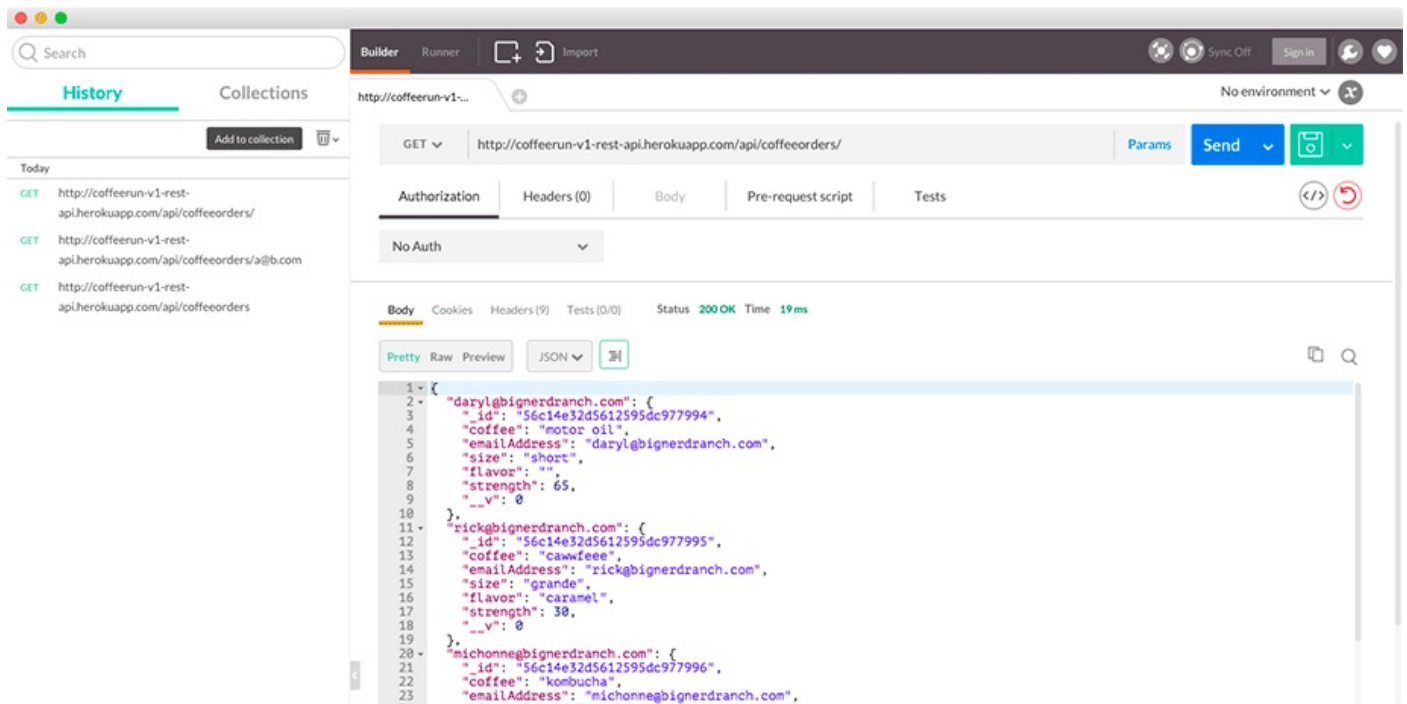 Search
History
Collections
Add to collection
Today
GET http://coffeerun-v1-rest-
api.herokuapp.com/api/coffeeorders/
GET http://coffeerun-v1-rest-
api.herokuapp.com/api/coffeeorders/a@b.com
GET http://coffeerun-v1-rest-
api.herokuapp.com/api/coffeeorders
Builder Runner Import Sync Off Sign in
http://coffeerun-v1-... No environment
GET http://coffeerun-v1-rest-api.herokuapp.com/api/coffeeorders/ Params Send
Authorization Headers (0) Body Pre-request script Tests
No Auth
Body Cookies Headers (9) Tests (0/0) Status 200 OK Time 19 ms
Pretty Raw Preview JSON
1 {
2 "daryl@bignerdranch.com": {
3 "_id": "56c14e32d5612595dc977994",
4 "coffee": "motor oil",
5 "emailAddress": "daryl@bignerdranch.com",
6 "size": "short",
7 "flavor": "",
8 "strength": 65,
9 "__v": 0
10 },
11 "rick@bignerdranch.com": {
12 "_id": "56c14e32d5612595dc977995",
13 "coffee": "cawwfeee",
14 "emailAddress": "rick@bignerdranch.com",
15 "size": "grande",
16 "flavor": "caramel",
17 "strength": 30,
18 "__v": 0
19 },
20 "michonne@bignerdranch.com": {
21 "_id": "56c14e32d5612595dc977996",
22 "coffee": "kombucha",
23 "emailAddress": "michonne@bignerdranch.com",